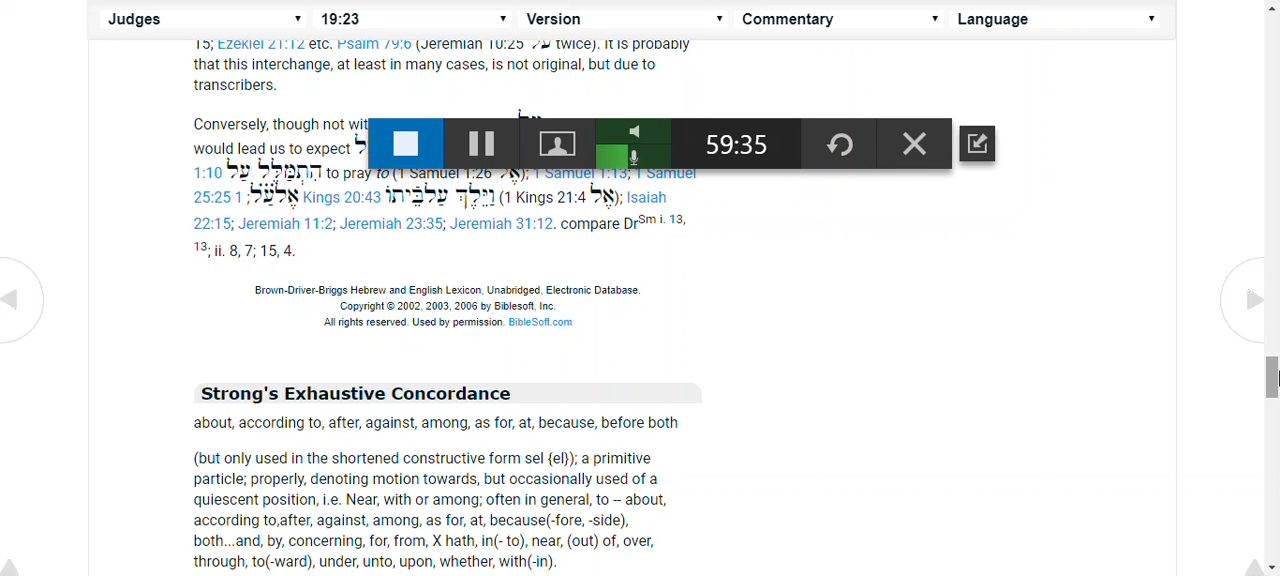 Judges 19:23 Version Commentary Language
15; Ezekiel 21:12 etc. Psalm 79:6 (Jeremiah 10:25 על twice). It is probably
that this interchange, at least in many cases, is not original, but due to
transcribers.
Conversely, though not
would lead us to expect
59:35
1:10 הִתְמַּלֵּל עַל to pray to (1 Samuel 1:26 אֶל); 1 Samuel 1:13; 1 Samuel
25:25 1 ;אֶלעַֿל Kings 20:43 וַיֵּלֶךְ עַלבֵּֿיתוֺ (1 Kings 21:4 אֶל); Isaiah
22:15; Jeremiah 11:2; Jeremiah 23:35; Jeremiah 31:12. compare DrSm i. 13,
13; ii. 8, 7; 15, 4.
Brown-Driver-Briggs Hebrew and English Lexicon, Unabridged, Electronic Database.
Copyright © 2002, 2003, 2006 by Biblesoft, Inc.
All rights reserved. Used by permission. BibleSoft.com
Strong's Exhaustive Concordance
about, according to, after, against, among, as for, at, because, before both
(but only used in the shortened constructive form sel {el}); a primitive
particle; properly, denoting motion towards, but occasionally used of a
quiescent position, i.e. Near, with or among; often in general, to -- about,
according to,after, against, among, as for, at, because(-fore, -side),
both...and, by, concerning, for, from, X hath, in(- to), near, (out) of, over,
through, to(-ward), under, unto, upon, whether, with(-in).